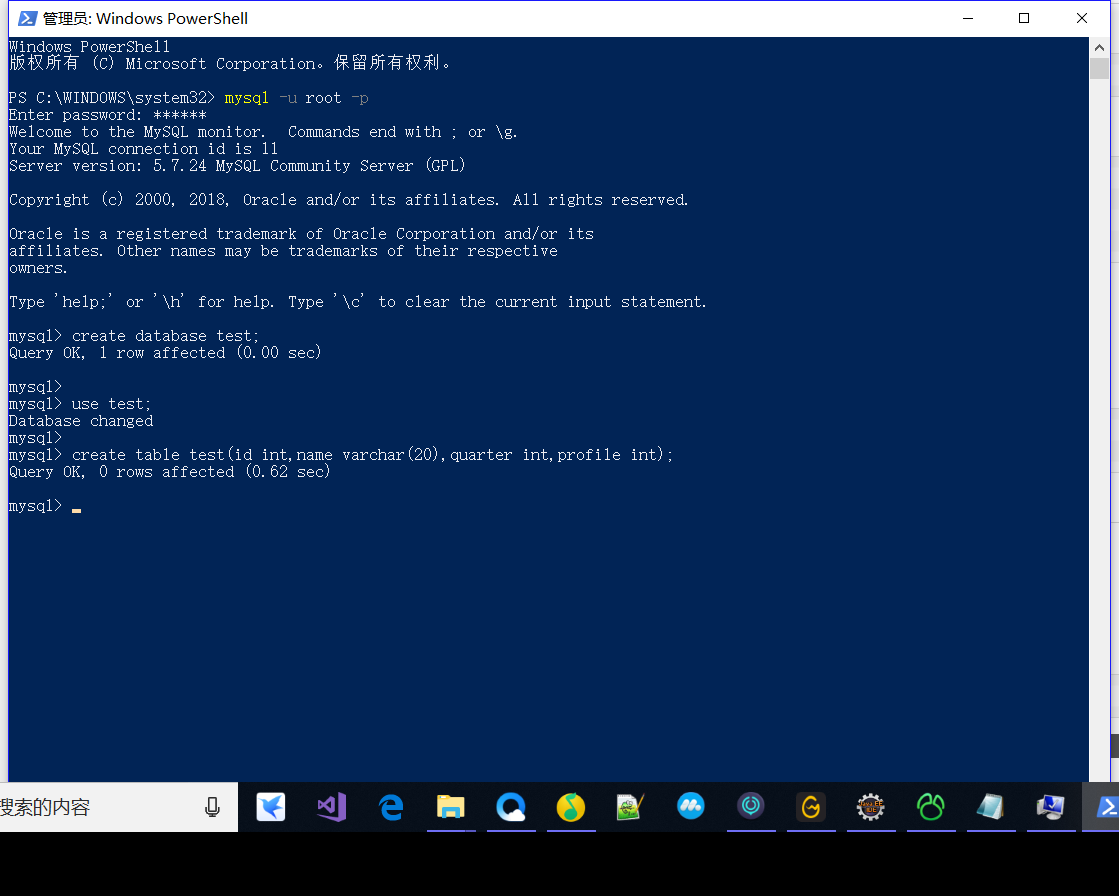 管理员: Windows PowerShell
Windows PowerShell
版权所有 (C) Microsoft Corporation。保留所有权利。
PS C:\WINDOWS\system32> mysql -u root -p
Enter password: ******
Welcome to the MySQL monitor.  Commands end with ; or \g.
Your MySQL connection id is 11
Server version: 5.7.24 MySQL Community Server (GPL)
Copyright (c) 2000, 2018, Oracle and/or its affiliates. All rights reserved.
Oracle is a registered trademark of Oracle Corporation and/or its
affiliates. Other names may be trademarks of their respective
owners.
Type 'help;' or '\h' for help. Type '\c' to clear the current input statement.
mysql> create database test;
Query OK, 1 row affected (0.00 sec)
mysql>
mysql> use test;
Database changed
mysql>
mysql> create table test(id int,name varchar(20),quarter int,profile int);
Query OK, 0 rows affected (0.62 sec)
mysql>
搜索的内容